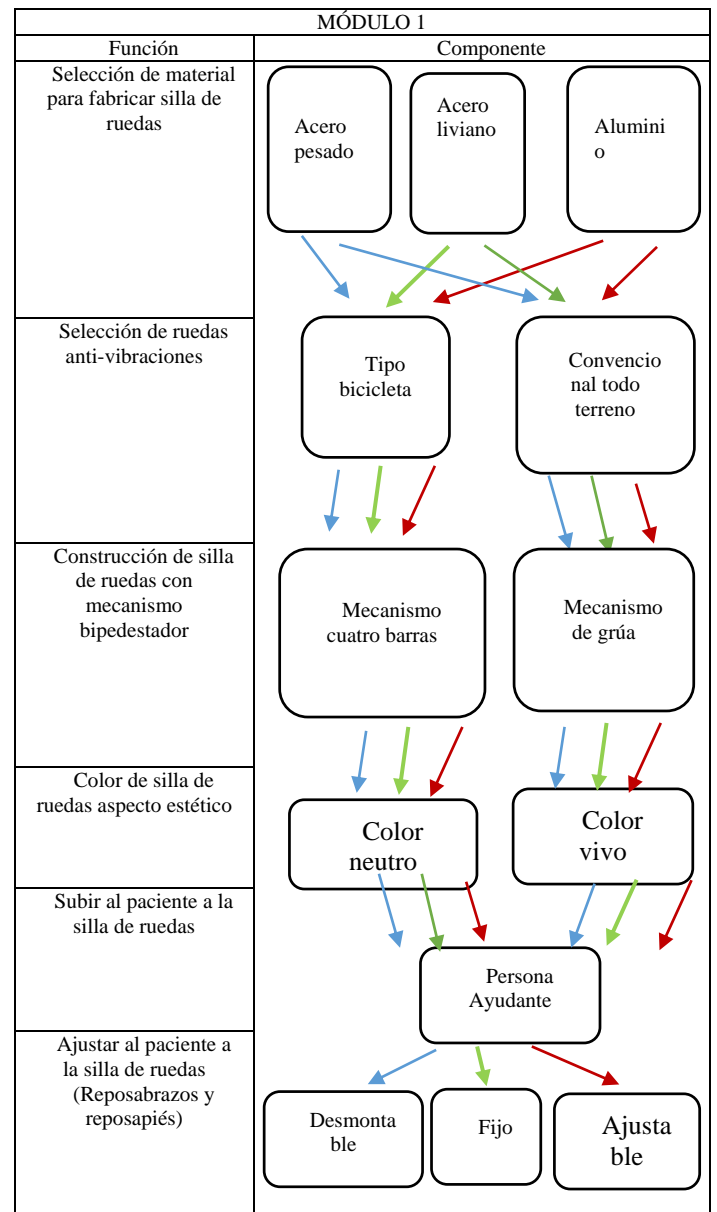 MÓDULO 1
Función
Componente
Selección de material
para fabricar silla de
ruedas
Acero
pesado
Acero
liviano
Alumini
o
Selección de ruedas
anti-vibraciones
Tipo
bicicleta
Convencio
nal todo
terreno
Construcción de silla
de ruedas con
mecanismo
bipedestador
Mecanismo
cuatro barras
Mecanismo
de grúa
Color de silla de
ruedas aspecto estético
Color
neutro
Color
vivo
Subir al paciente a la
silla de ruedas
Persona
Ayudante
Ajustar al paciente a
la silla de ruedas
(Reposabrazos y
reposapiés)
Desmonta
ble
Fijo
Ajusta
ble